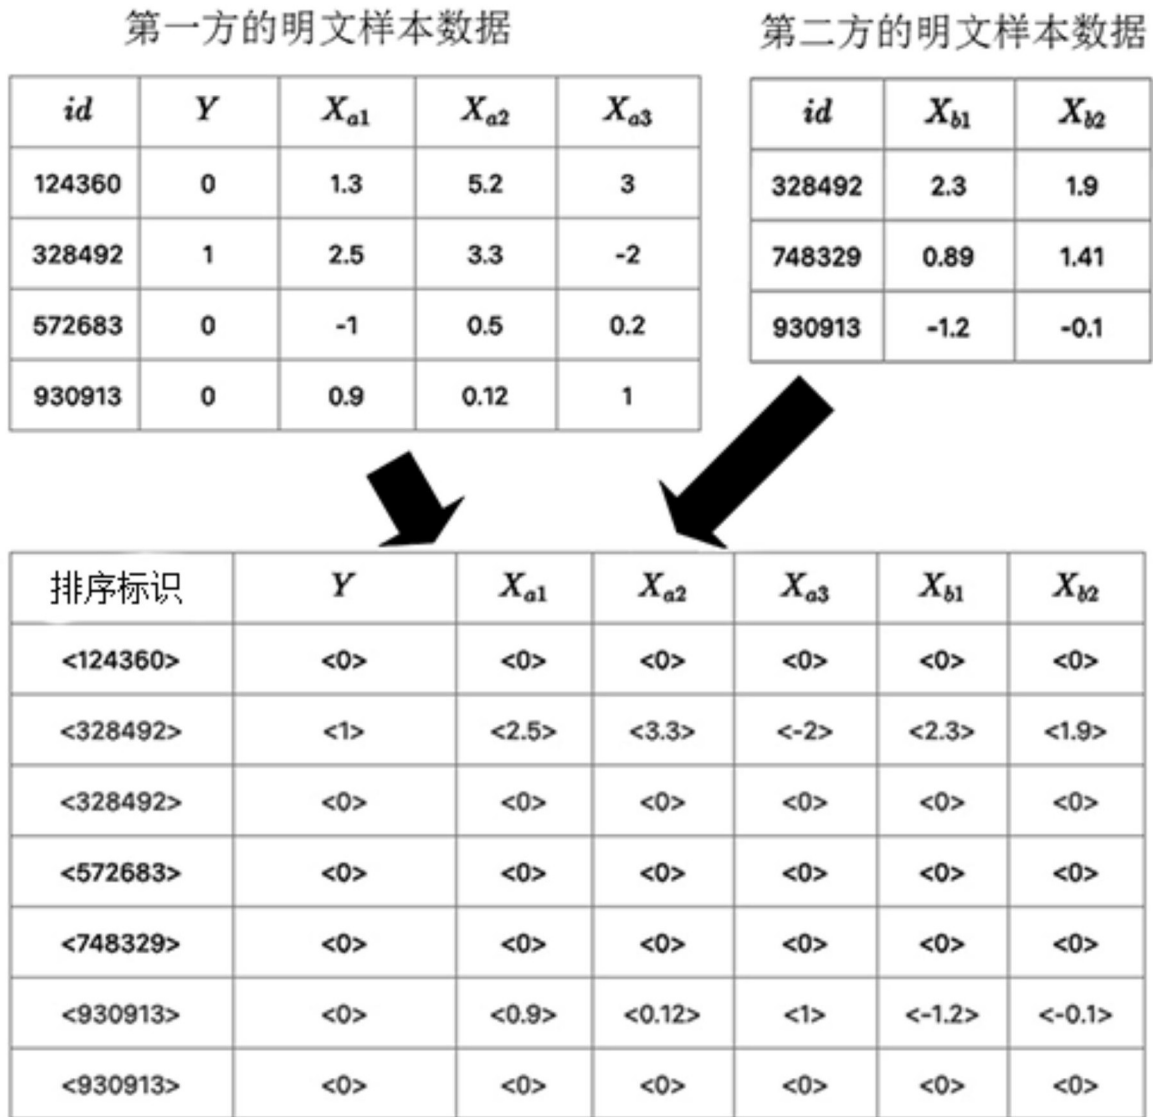 第一方的明文样本数据
id Y Xa1 Xa2 Xa3
124360 0 1.3 5.2 3
328492 1 2.5 3.3 -2
572683 0 -1 0.5 0.2
930913 0 0.9 0.12 1
第二方的明文样本数据
id Xb1 Xb2
328492 2.3 1.9
748329 0.89 1.41
930913 -1.2 -0.1
排序标识 Y Xa1 Xa2 Xa3 Xb1 Xb2
<124360> <0> <0> <0> <0> <0> <0>
<328492> <1> <2.5> <3.3> <-2> <2.3> <1.9>
<328492> <0> <0> <0> <0> <0> <0>
<572683> <0> <0> <0> <0> <0> <0>
<748329> <0> <0> <0> <0> <0> <0>
<930913> <0> <0.9> <0.12> <1> <-1.2> <-0.1>
<930913> <0> <0> <0> <0> <0> <0>